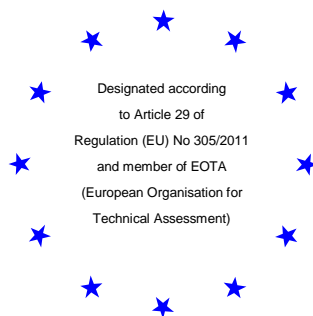 Designated according
to Article 29 of
Regulation (EU) No 305/2011
and member of EOTA
(European Organisation for
Technical Assessment)